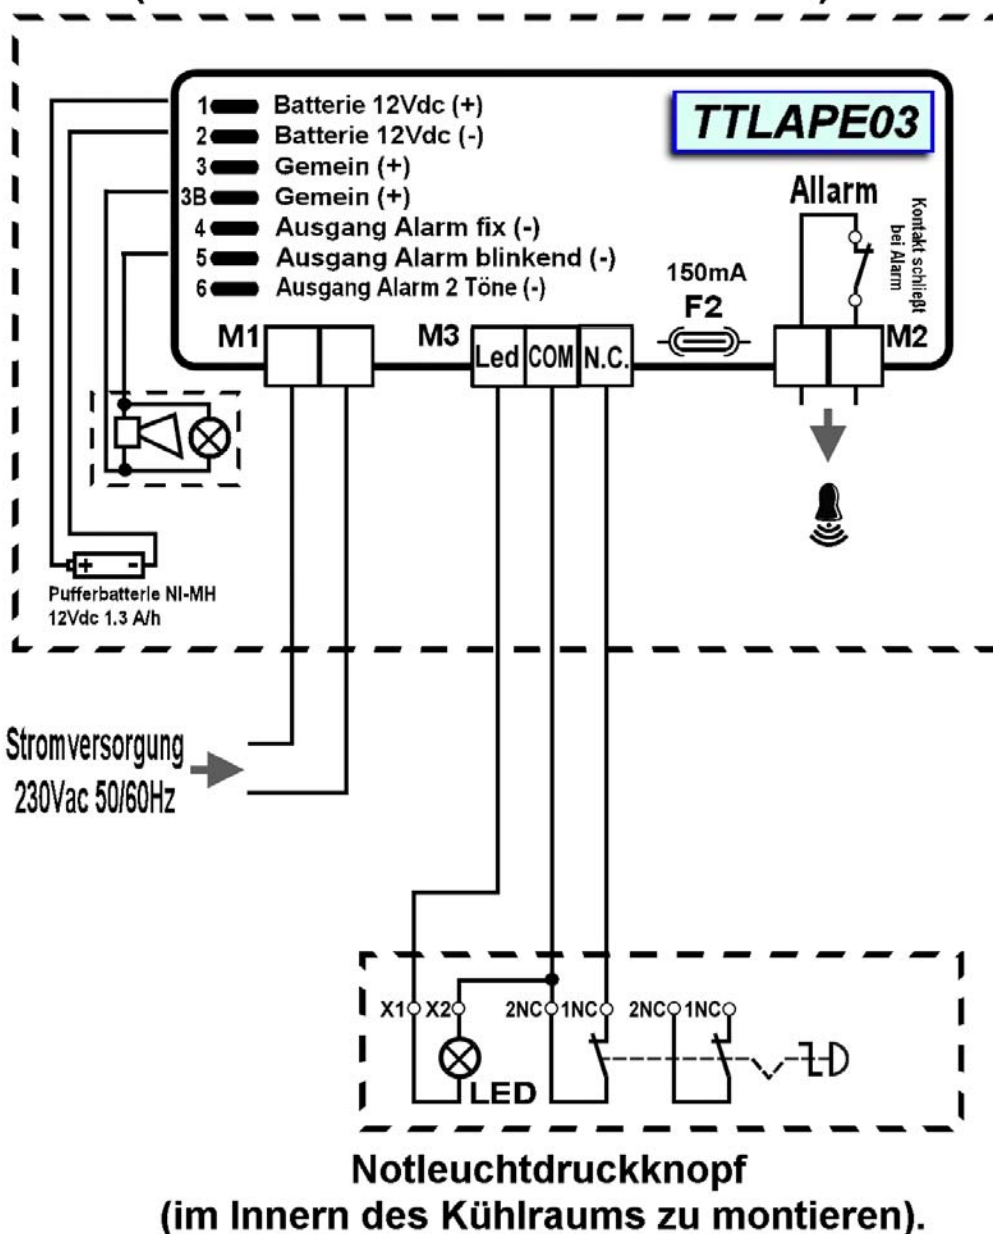 1 Batterie 12Vdc (+)
2 Batterie 12Vdc (-)
3 Gemein (+)
3B Gemein (+)
4 Ausgang Alarm fix (-)
5 Ausgang Alarm blinkend (-)
6 Ausgang Alarm 2 Töne (-)
TTLAPE03
Allarm
Kontakt schließt
bei Alarm
150mA
F2
M1
M3
Led COM N.C.
M2
+ -
Pufferbatterie NI-MH
12Vdc 1.3 A/h
Stromversorgung
230Vac 50/60Hz
X1 X2 2NC 1NC 2NC 1NC
LED
Notleuchtdruckknopf
(im Innern des Kühlraums zu montieren).